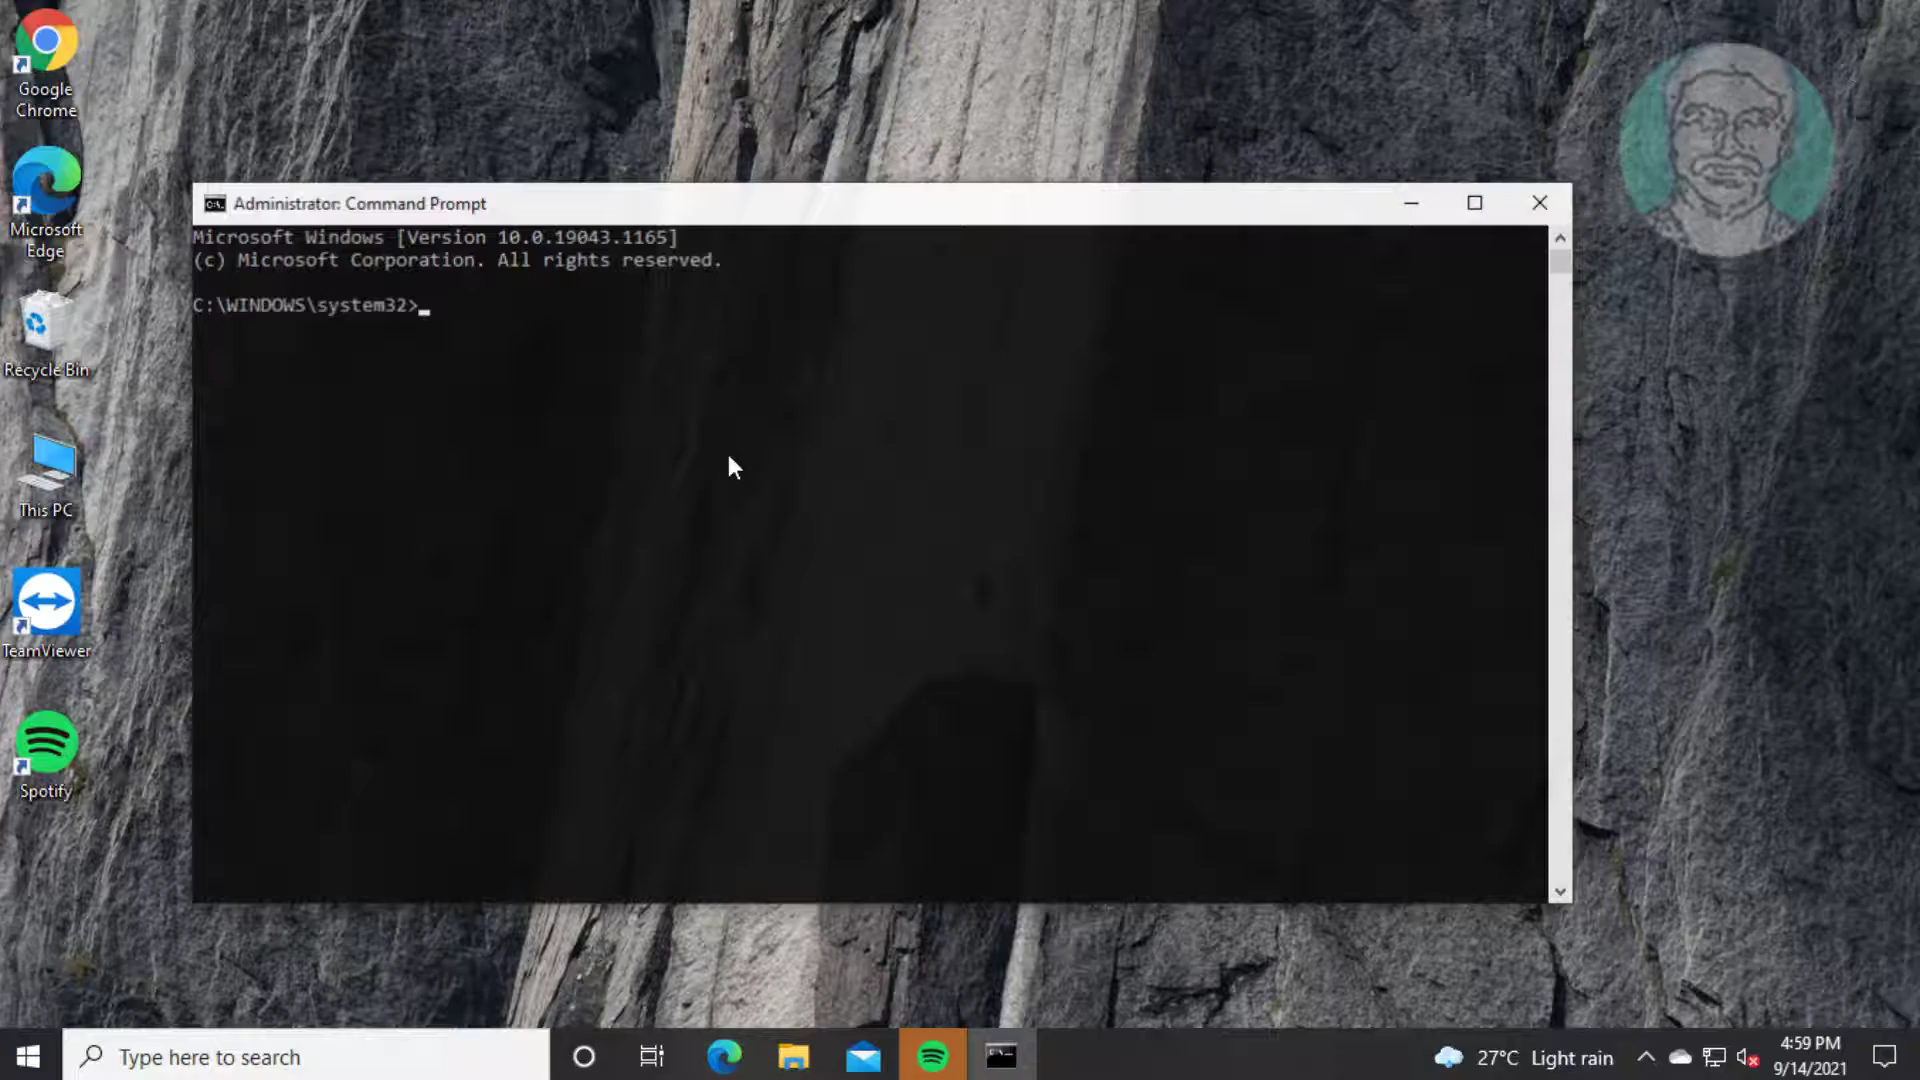 Google
Chrome
Microsoft
Edge
Recycle Bin
This PC
TeamViewer
Spotify
Administrator: Command Prompt
Microsoft Windows [Version 10.0.19043.1165]
(c) Microsoft Corporation. All rights reserved.
C:\WINDOWS\system32>
Type here to search
27°C Light rain
4:59 PM
9/14/2021